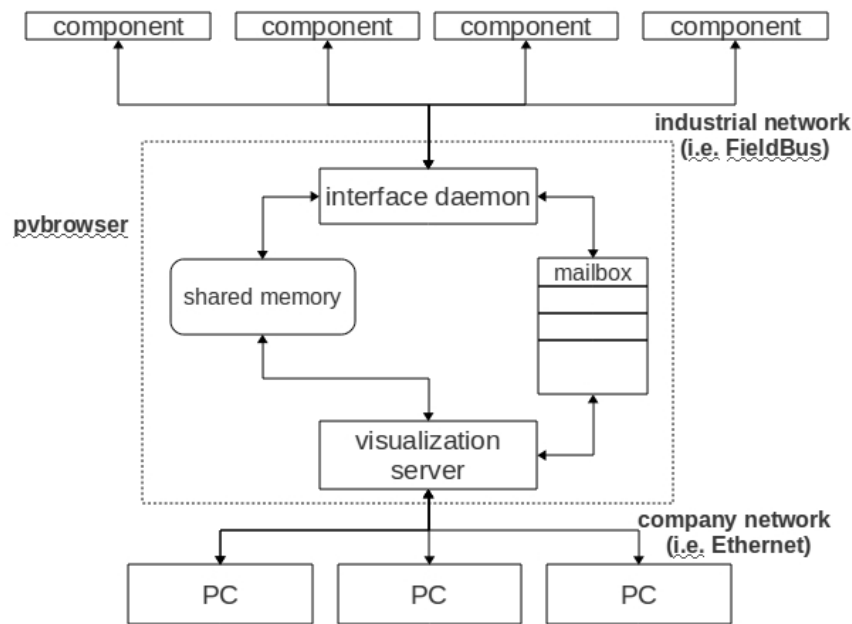 component
component
component
component
industrial network
(i.e. FieldBus)
interface daemon
pvbrowser
shared memory
mailbox
visualization
server
company network
(i.e. Ethernet)
PC
PC
PC